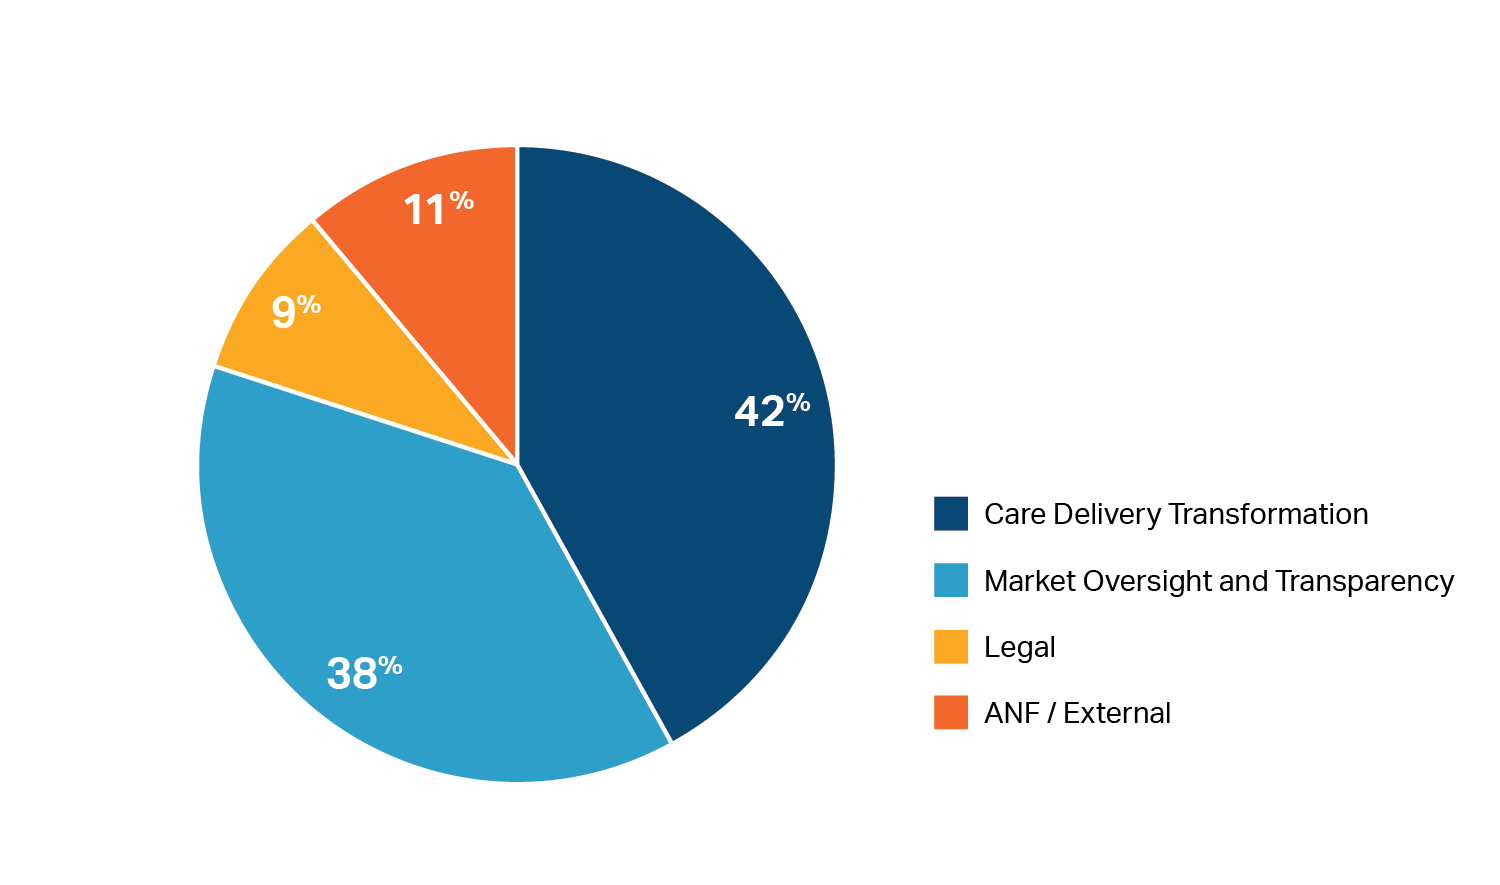 11%
9%
42%
38%
Care Delivery Transformation
Market Oversight and Transparency
Legal
ANF / External